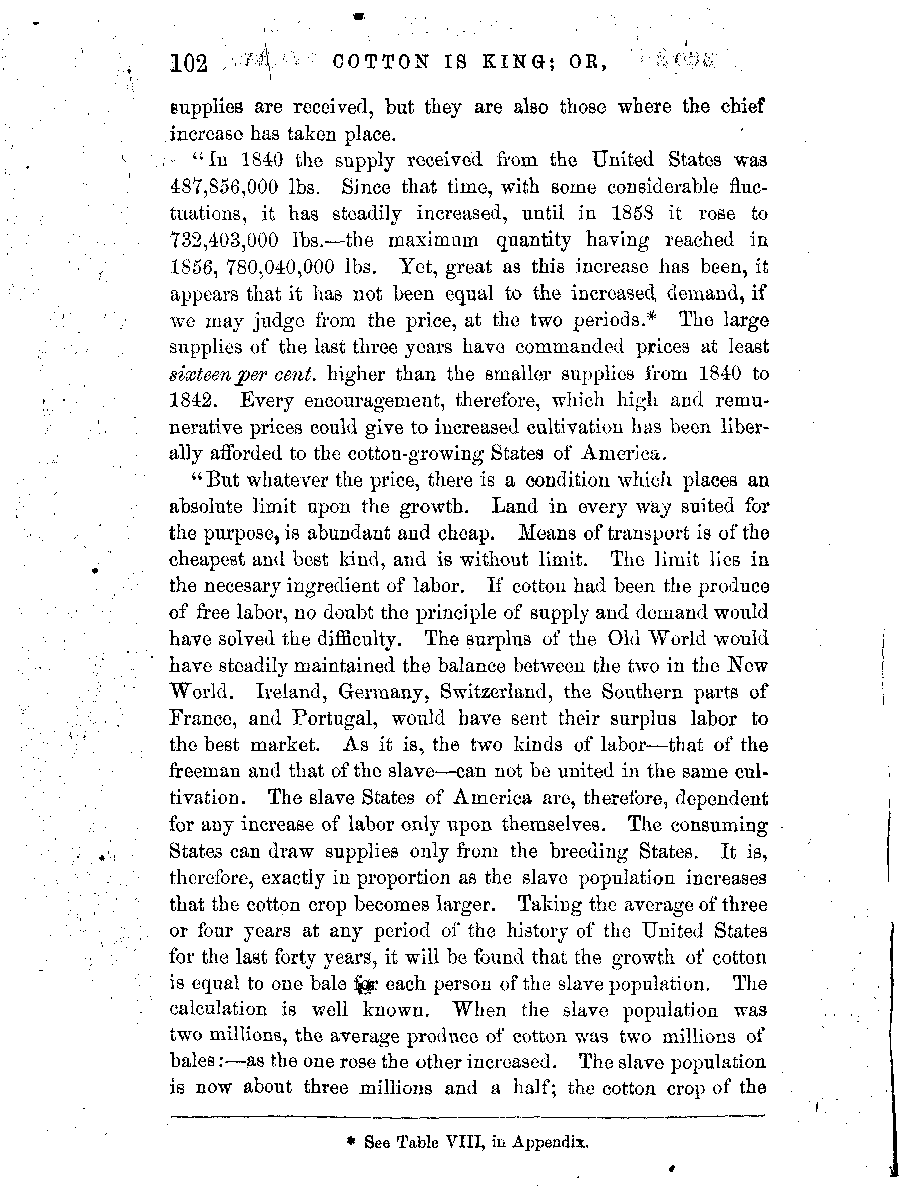 102 COTTON IS KING; OR,
supplies are received, but they are also those where the chief
increase has taken place.
“In 1840 the supply received from the United States was
487,856,000 lbs. Since that time, with some considerable fluc-
tuations, it has steadily increased, until in 1858 it rose to
732,403,000 lbs.—the maximum quantity having reached in
1856, 780,040,000 lbs. Yet, great as this increase has been, it
appears that it has not been equal to the increased demand, if
we may judge from the price, at the two periods.* The large
supplies of the last three years have commanded prices at least
sixteen per cent. higher than the smaller supplies from 1840 to
1842. Every encouragement, therefore, which high and remu-
nerative prices could give to increased cultivation has been liber-
ally afforded to the cotton-growing States of America.
“But whatever the price, there is a condition which places an
absolute limit upon the growth. Land in every way suited for
the purpose, is abundant and cheap. Means of transport is of the
cheapest and best kind, and is without limit. The limit lies in
the necesary ingredient of labor. If cotton had been the produce
of free labor, no doubt the principle of supply and demand would
have solved the difficulty. The surplus of the Old World would
have steadily maintained the balance between the two in the New
World. Ireland, Germany, Switzerland, the Southern parts of
France, and Portugal, would have sent their surplus labor to
the best market. As it is, the two kinds of labor—that of the
freeman and that of the slave—can not be united in the same cul-
tivation. The slave States of America are, therefore, dependent
for any increase of labor only upon themselves. The consuming
States can draw supplies only from the breeding States. It is,
therefore, exactly in proportion as the slave population increases
that the cotton crop becomes larger. Taking the average of three
or four years at any period of the history of the United States
for the last forty years, it will be found that the growth of cotton
is equal to one bale for each person of the slave population. The
calculation is well known. When the slave population was
two millions, the average produce of cotton was two millions of
bales:—as the one rose the other increased. The slave population
is now about three millions and a half; the cotton crop of the
* See Table VIII, in Appendix.